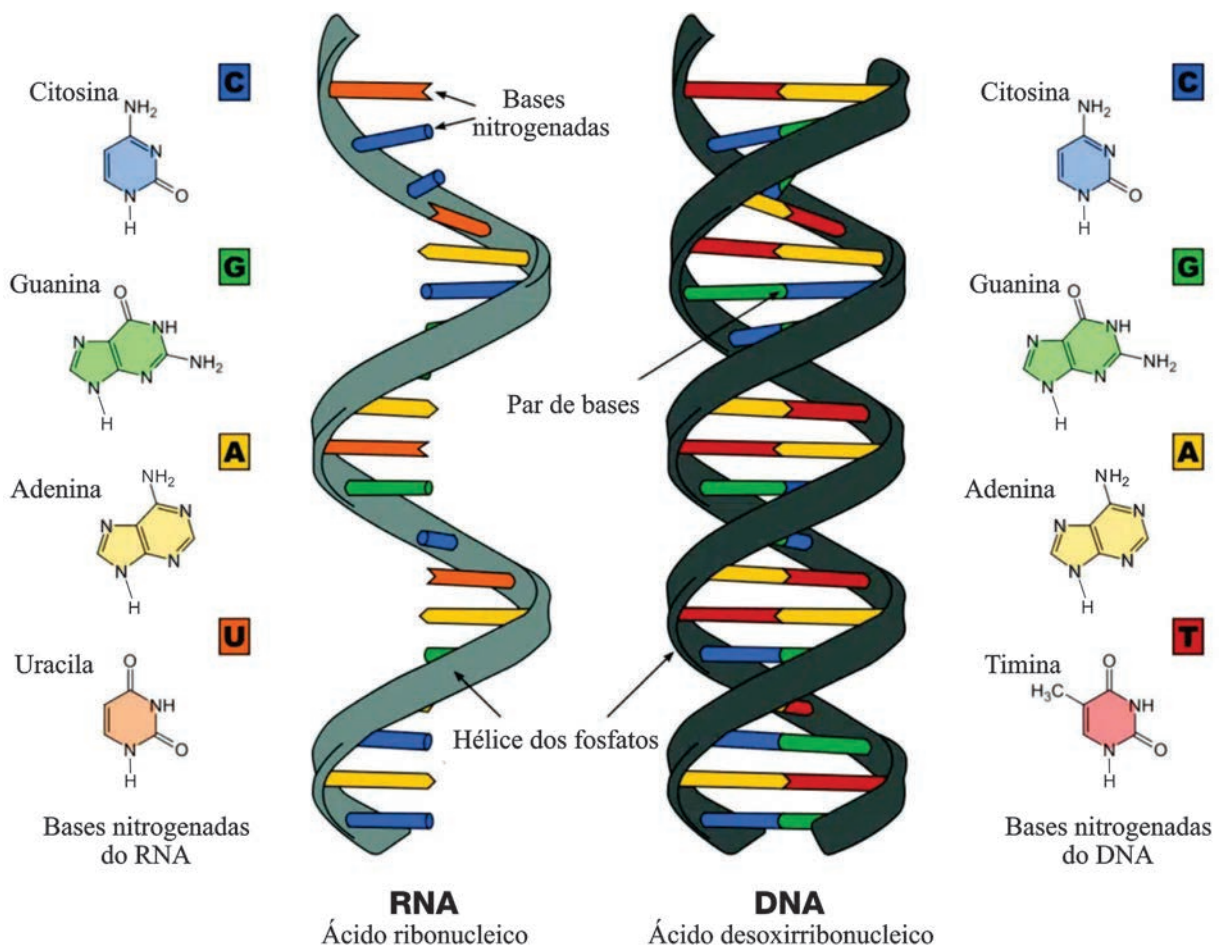 Citosina
C
NH₂
N
O
N
H
Guanina
G
O
N
NH
N
N
NH₂
H
Adenina
A
NH₂
N
N
N
N
H
Uracila
U
O
NH
N
O
H
Bases nitrogenadas
do RNA
Bases
nitrogenadas
Par de bases
Hélice dos fosfatos
RNA
Ácido ribonucleico
DNA
Ácido desoxirribonucleico
Citosina
C
NH₂
N
O
N
H
Guanina
G
O
N
NH
N
N
NH₂
H
Adenina
A
NH₂
N
N
N
N
H
Timina
T
O
H₃C
NH
N
O
H
Bases nitrogenadas
do DNA